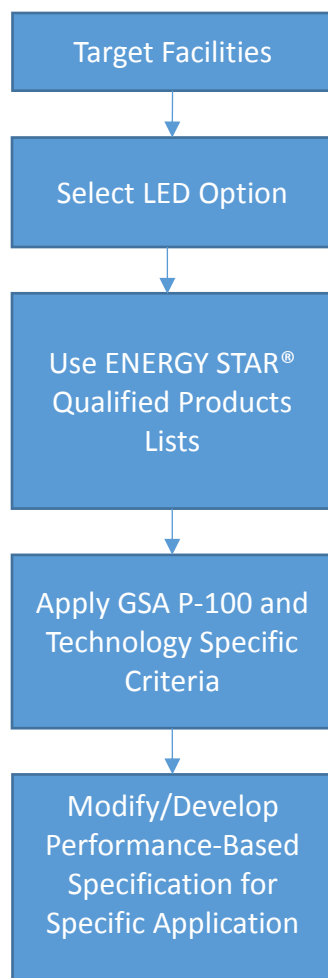 Target Facilities
Select LED Option
Use ENERGY STAR®
Qualified Products
Lists
Apply GSA P-100 and
Technology Specific
Criteria
Modify/Develop
Performance-Based
Specification for
Specific Application